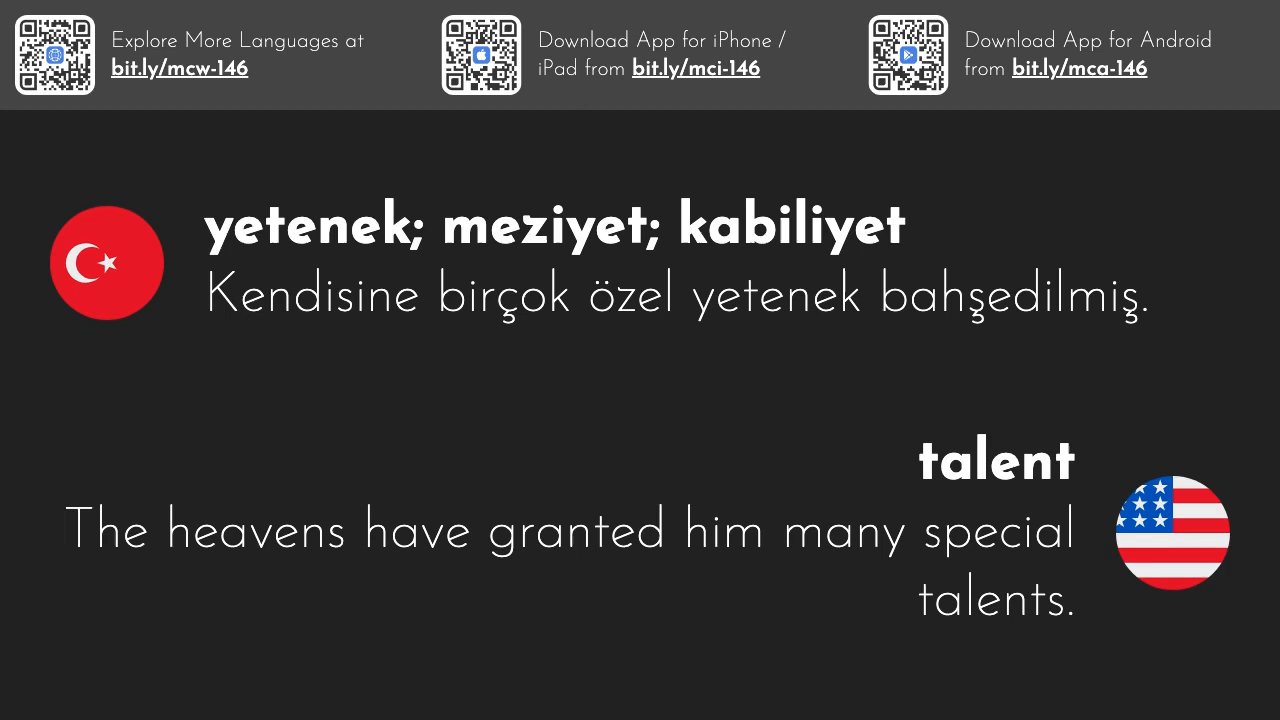 Explore More Languages at
bit.ly/mcw-146
Download App for iPhone /
iPad from bit.ly/mci-146
Download App for Android
from bit.ly/mca-146
yetenek; meziyet; kabiliyet
Kendisine birçok özel yetenek bahşedilmiş.
talent
The heavens have granted him many special
talents.